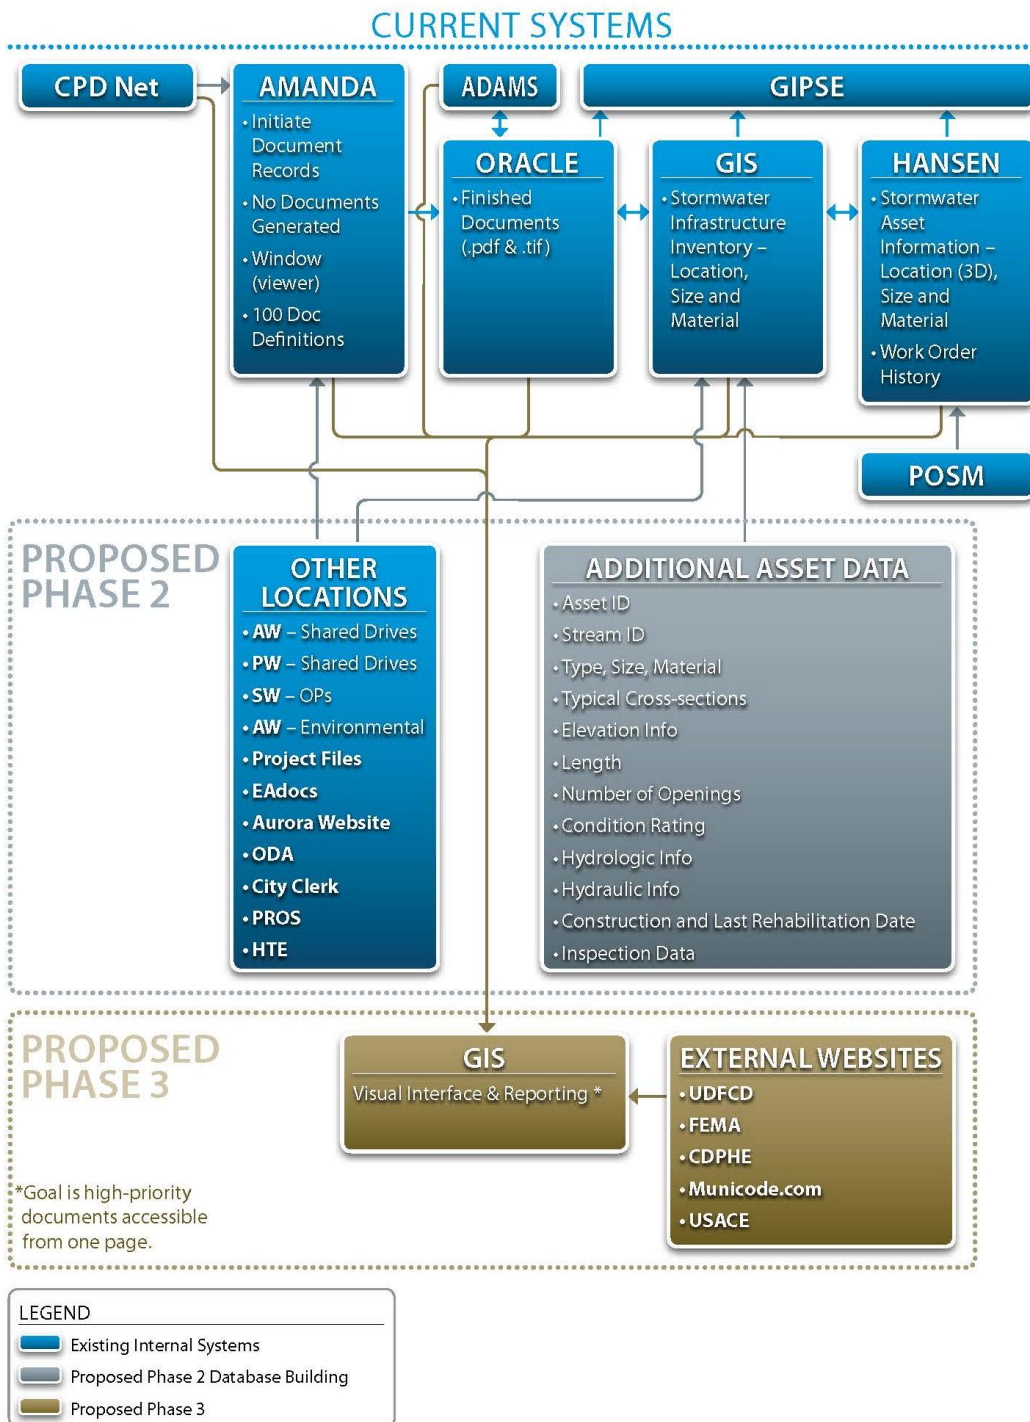 CURRENT SYSTEMS
CPD Net
AMANDA
• Initiate
Document
Records
• No Documents
Generated
• Window
(viewer)
• 100 Doc
Definitions
ADAMS
ORACLE
• Finished
Documents
(.pdf & .tif)
GIPSE
GIS
• Stormwater
Infrastructure
Inventory –
Location,
Size and
Material
HANSEN
• Stormwater
Asset
Information –
Location (3D),
Size and
Material
• Work Order
History
POSM
PROPOSED
PHASE 2
OTHER
LOCATIONS
• AW – Shared Drives
• PW – Shared Drives
• SW – OPs
• AW – Environmental
• Project Files
• EAdocs
• Aurora Website
• ODA
• City Clerk
• PROS
• HTE
ADDITIONAL ASSET DATA
• Asset ID
• Stream ID
• Type, Size, Material
• Typical Cross-sections
• Elevation Info
• Length
• Number of Openings
• Condition Rating
• Hydrologic Info
• Hydraulic Info
• Construction and Last Rehabilitation Date
• Inspection Data
PROPOSED
PHASE 3
GIS
Visual Interface & Reporting *
EXTERNAL WEBSITES
• UDFCD
• FEMA
• CDPHE
• Municode.com
• USACE
*Goal is high-priority
documents accessible
from one page.
LEGEND
Existing Internal Systems
Proposed Phase 2 Database Building
Proposed Phase 3